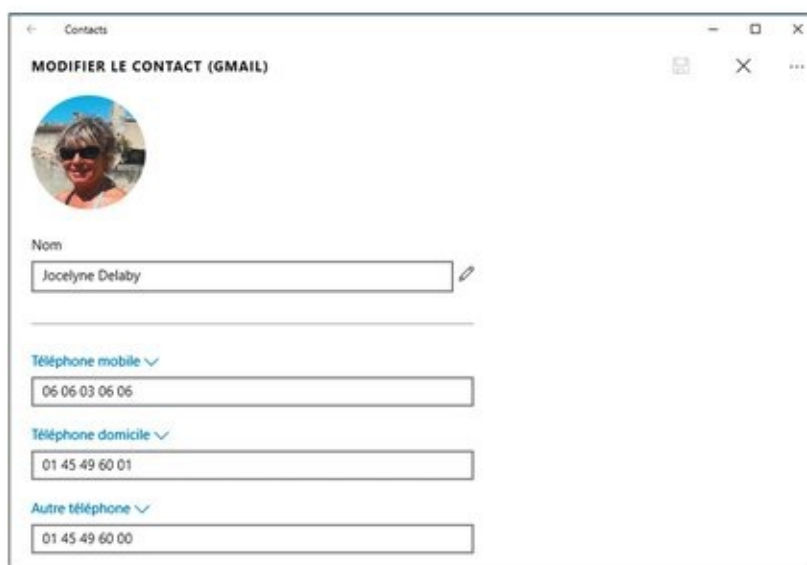 Contacts
MODIFIER LE CONTACT (GMAIL)
Nom
Jocelyne Delaby
Téléphone mobile
06 06 03 06 06
Téléphone domicile
01 45 49 60 01
Autre téléphone
01 45 49 60 00